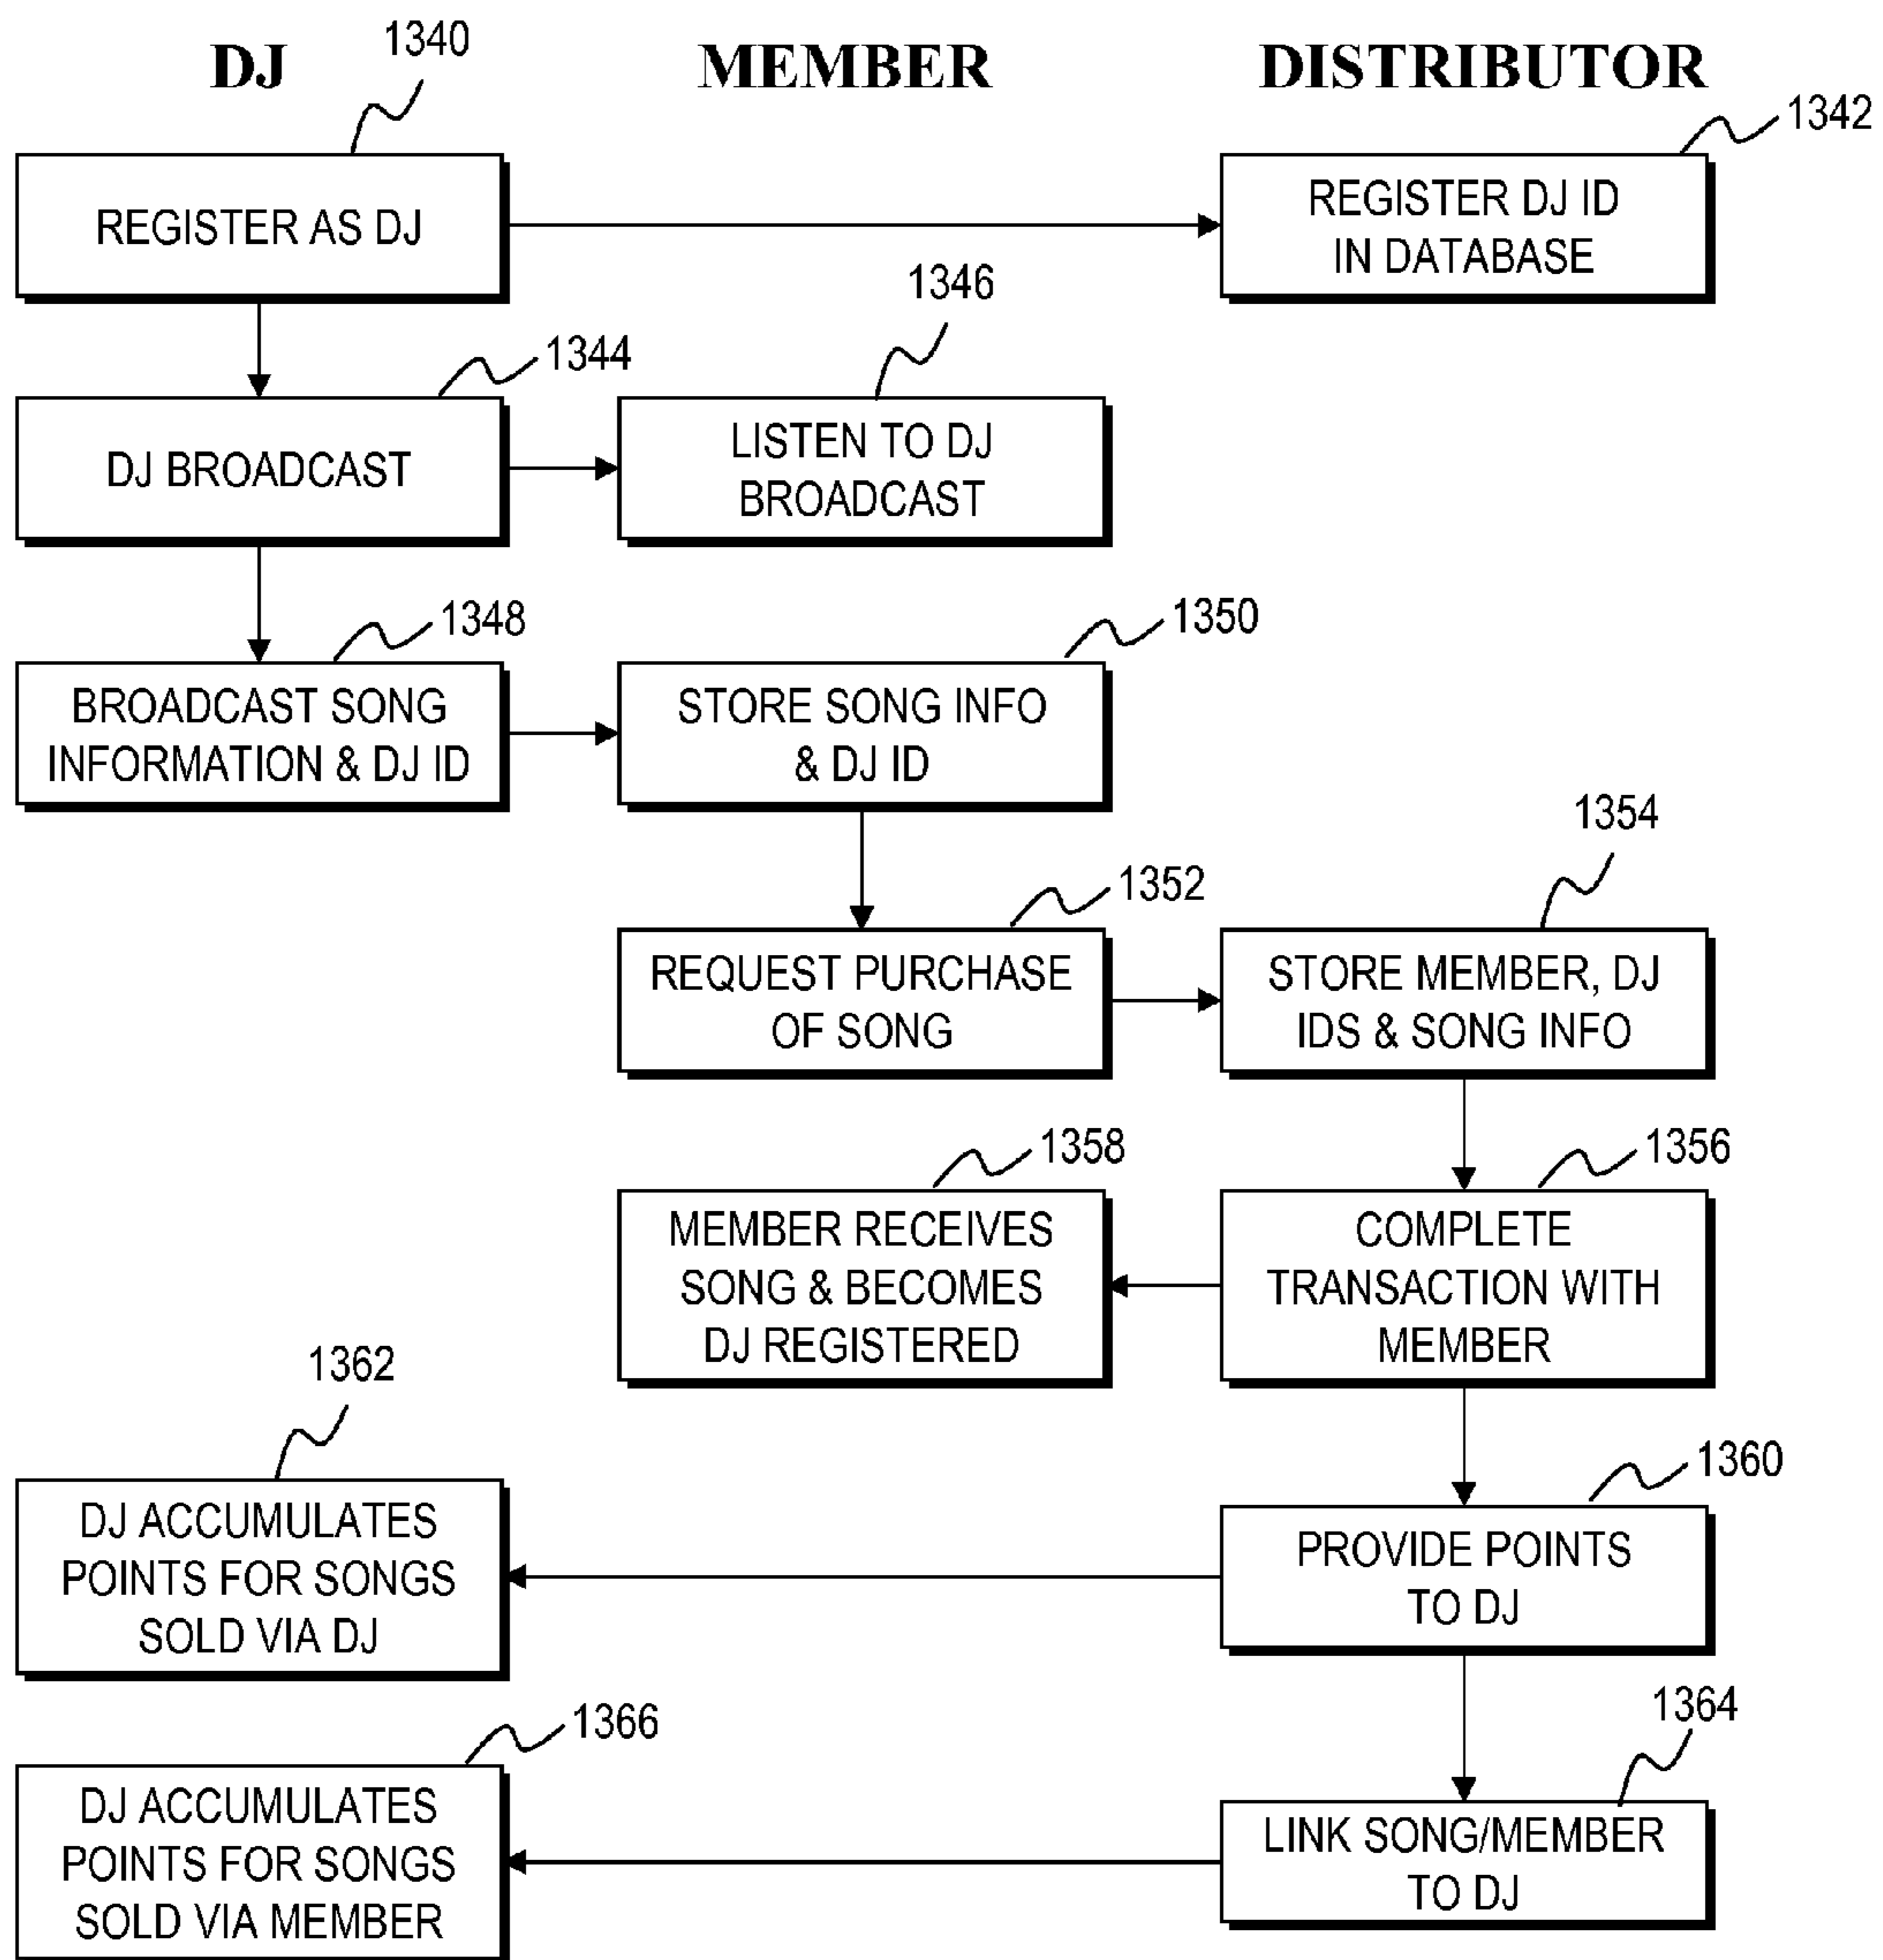 DJ
MEMBER
DISTRIBUTOR
1340
1342
REGISTER AS DJ
REGISTER DJ ID
IN DATABASE
1344
1346
DJ BROADCAST
LISTEN TO DJ
BROADCAST
1348
1350
BROADCAST SONG
INFORMATION & DJ ID
STORE SONG INFO
& DJ ID
1352
1354
REQUEST PURCHASE
OF SONG
STORE MEMBER, DJ
IDS & SONG INFO
1358
1356
MEMBER RECEIVES
SONG & BECOMES
DJ REGISTERED
COMPLETE
TRANSACTION WITH
MEMBER
1362
1360
DJ ACCUMULATES
POINTS FOR SONGS
SOLD VIA DJ
PROVIDE POINTS
TO DJ
1366
1364
DJ ACCUMULATES
POINTS FOR SONGS
SOLD VIA MEMBER
LINK SONG/MEMBER
TO DJ